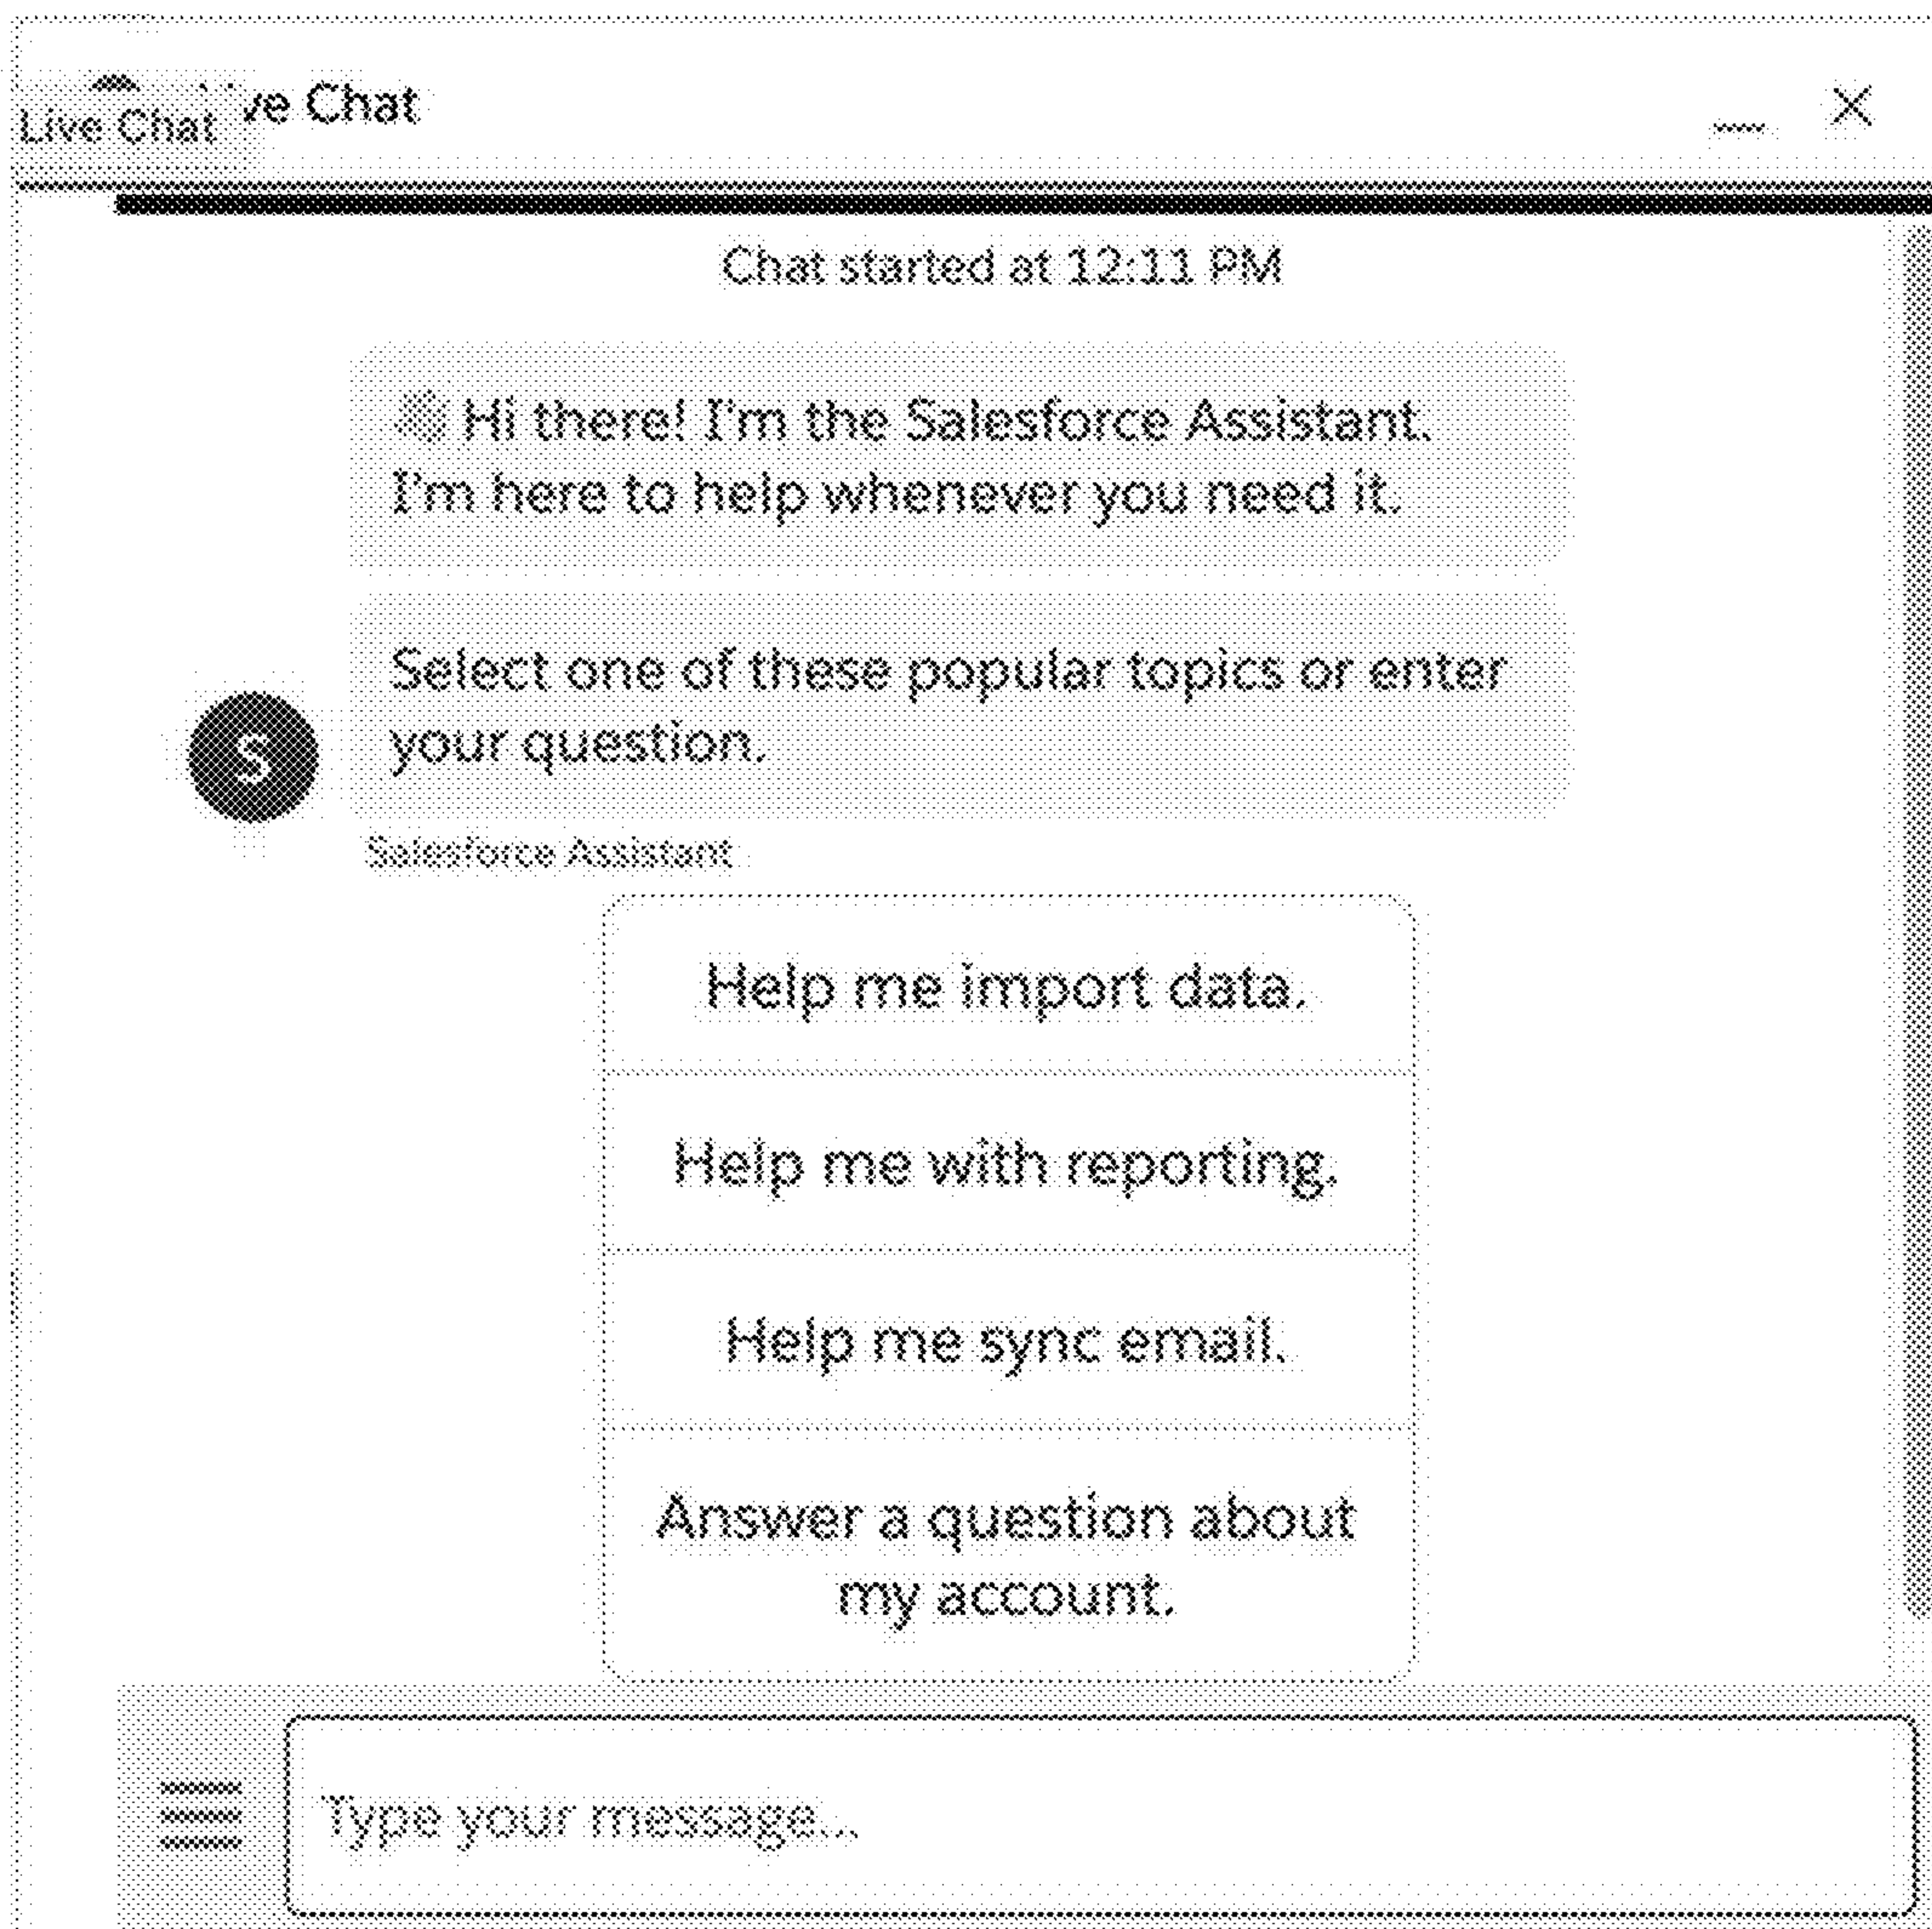 Live Chat
ve Chat
Chat started at 12:11 PM
Hi there! I'm the Salesforce Assistant.
I'm here to help whenever you need it.
Select one of these popular topics or enter
your question.
S
Salesforce Assistant
Help me import data.
Help me with reporting.
Help me sync email.
Answer a question about
my account.
Type your message...